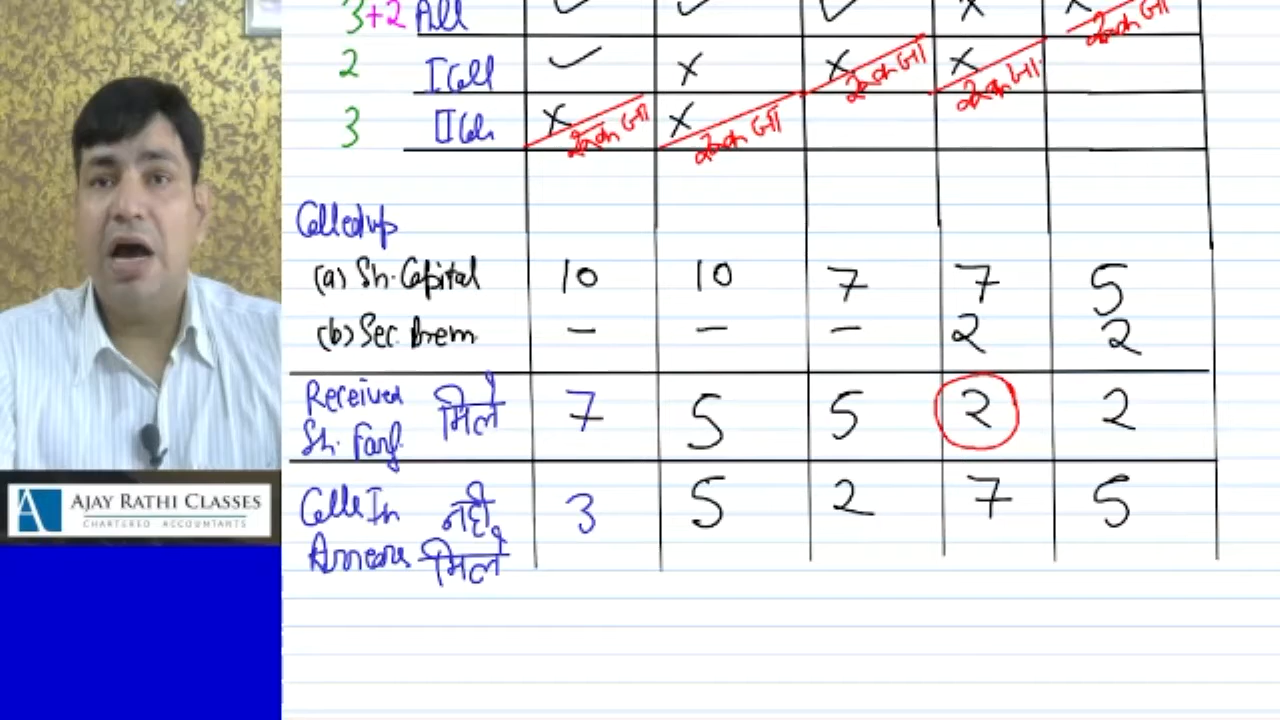 3+2 All ✓ ✓ ✓ × ×
2 I Call ✓ × × ×
3 II Call × ×
Called up
(a) Sh. Capital 10 10 7 7 5
(b) Sec. Prem. – – – 2 2
Received मिले 7 5 5 2 2
Sh. Forf.
Calls In नही 3 5 2 7 5
Arrears मिले
AJAY RATHI CLASSES
CHARTERED ACCOUNTANTS